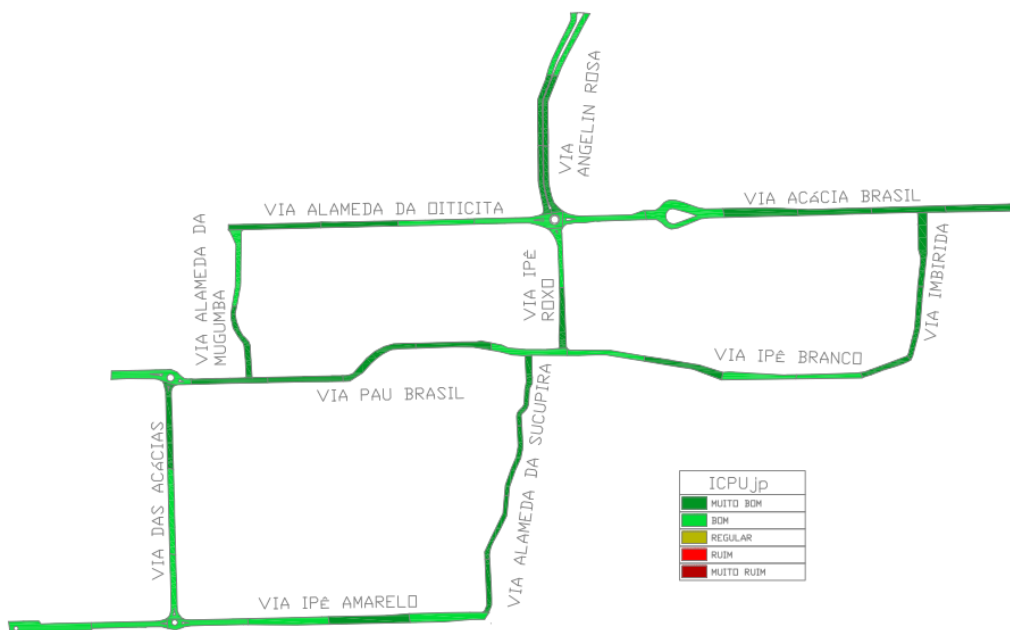 VIA
ANGELIN ROSA
VIA ALAMEDA DA OITICITA
VIA ACÁCIA BRASIL
VIA ALAMEDA DA
MUGUMBA
VIA IPÊ
ROXO
VIA IMBIRIDA
VIA IPÊ BRANCO
VIA PAU BRASIL
VIA ALAMEDA DA SUCUPIRA
VIA DAS ACÁCIAS
VIA IPÊ AMARELO
ICPUjp
MUITO BOM
BOM
REGULAR
RUIM
MUITO RUIM